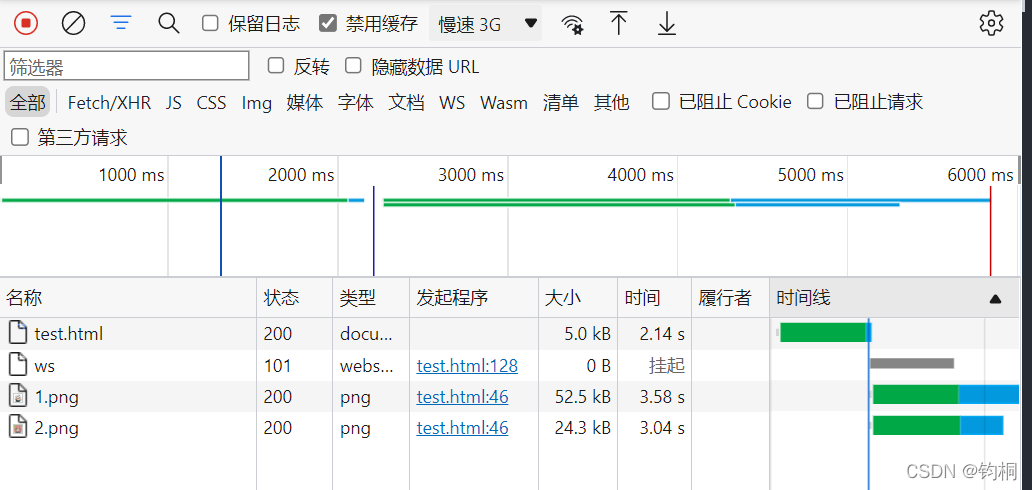 保留日志 禁用缓存 慢速 3G
筛选器 反转 隐藏数据 URL
全部 Fetch/XHR JS CSS Img 媒体 字体 文档 WS Wasm 清单 其他 已阻止 Cookie 已阻止请求
第三方请求
1000 ms 2000 ms 3000 ms 4000 ms 5000 ms 6000 ms
名称 状态 类型 发起程序 大小 时间 履行者 时间线
test.html 200 docu... 5.0 kB 2.14 s
ws 101 webs... test.html:128 0 B 挂起
1.png 200 png test.html:46 52.5 kB 3.58 s
2.png 200 png test.html:46 24.3 kB 3.04 s
CSDN @钧桐